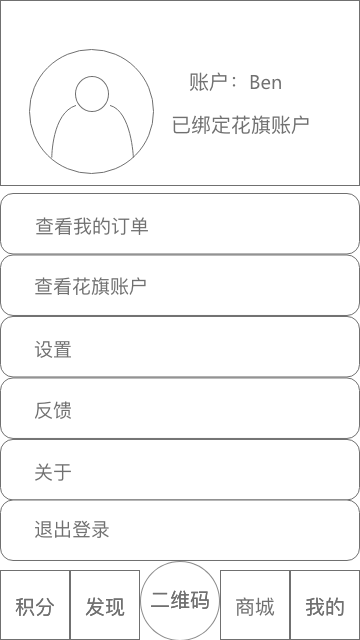 账户：Ben
已绑定花旗账户
查看我的订单
查看花旗账户
设置
反馈
关于
退出登录
积分
发现
二维码
商城
我的